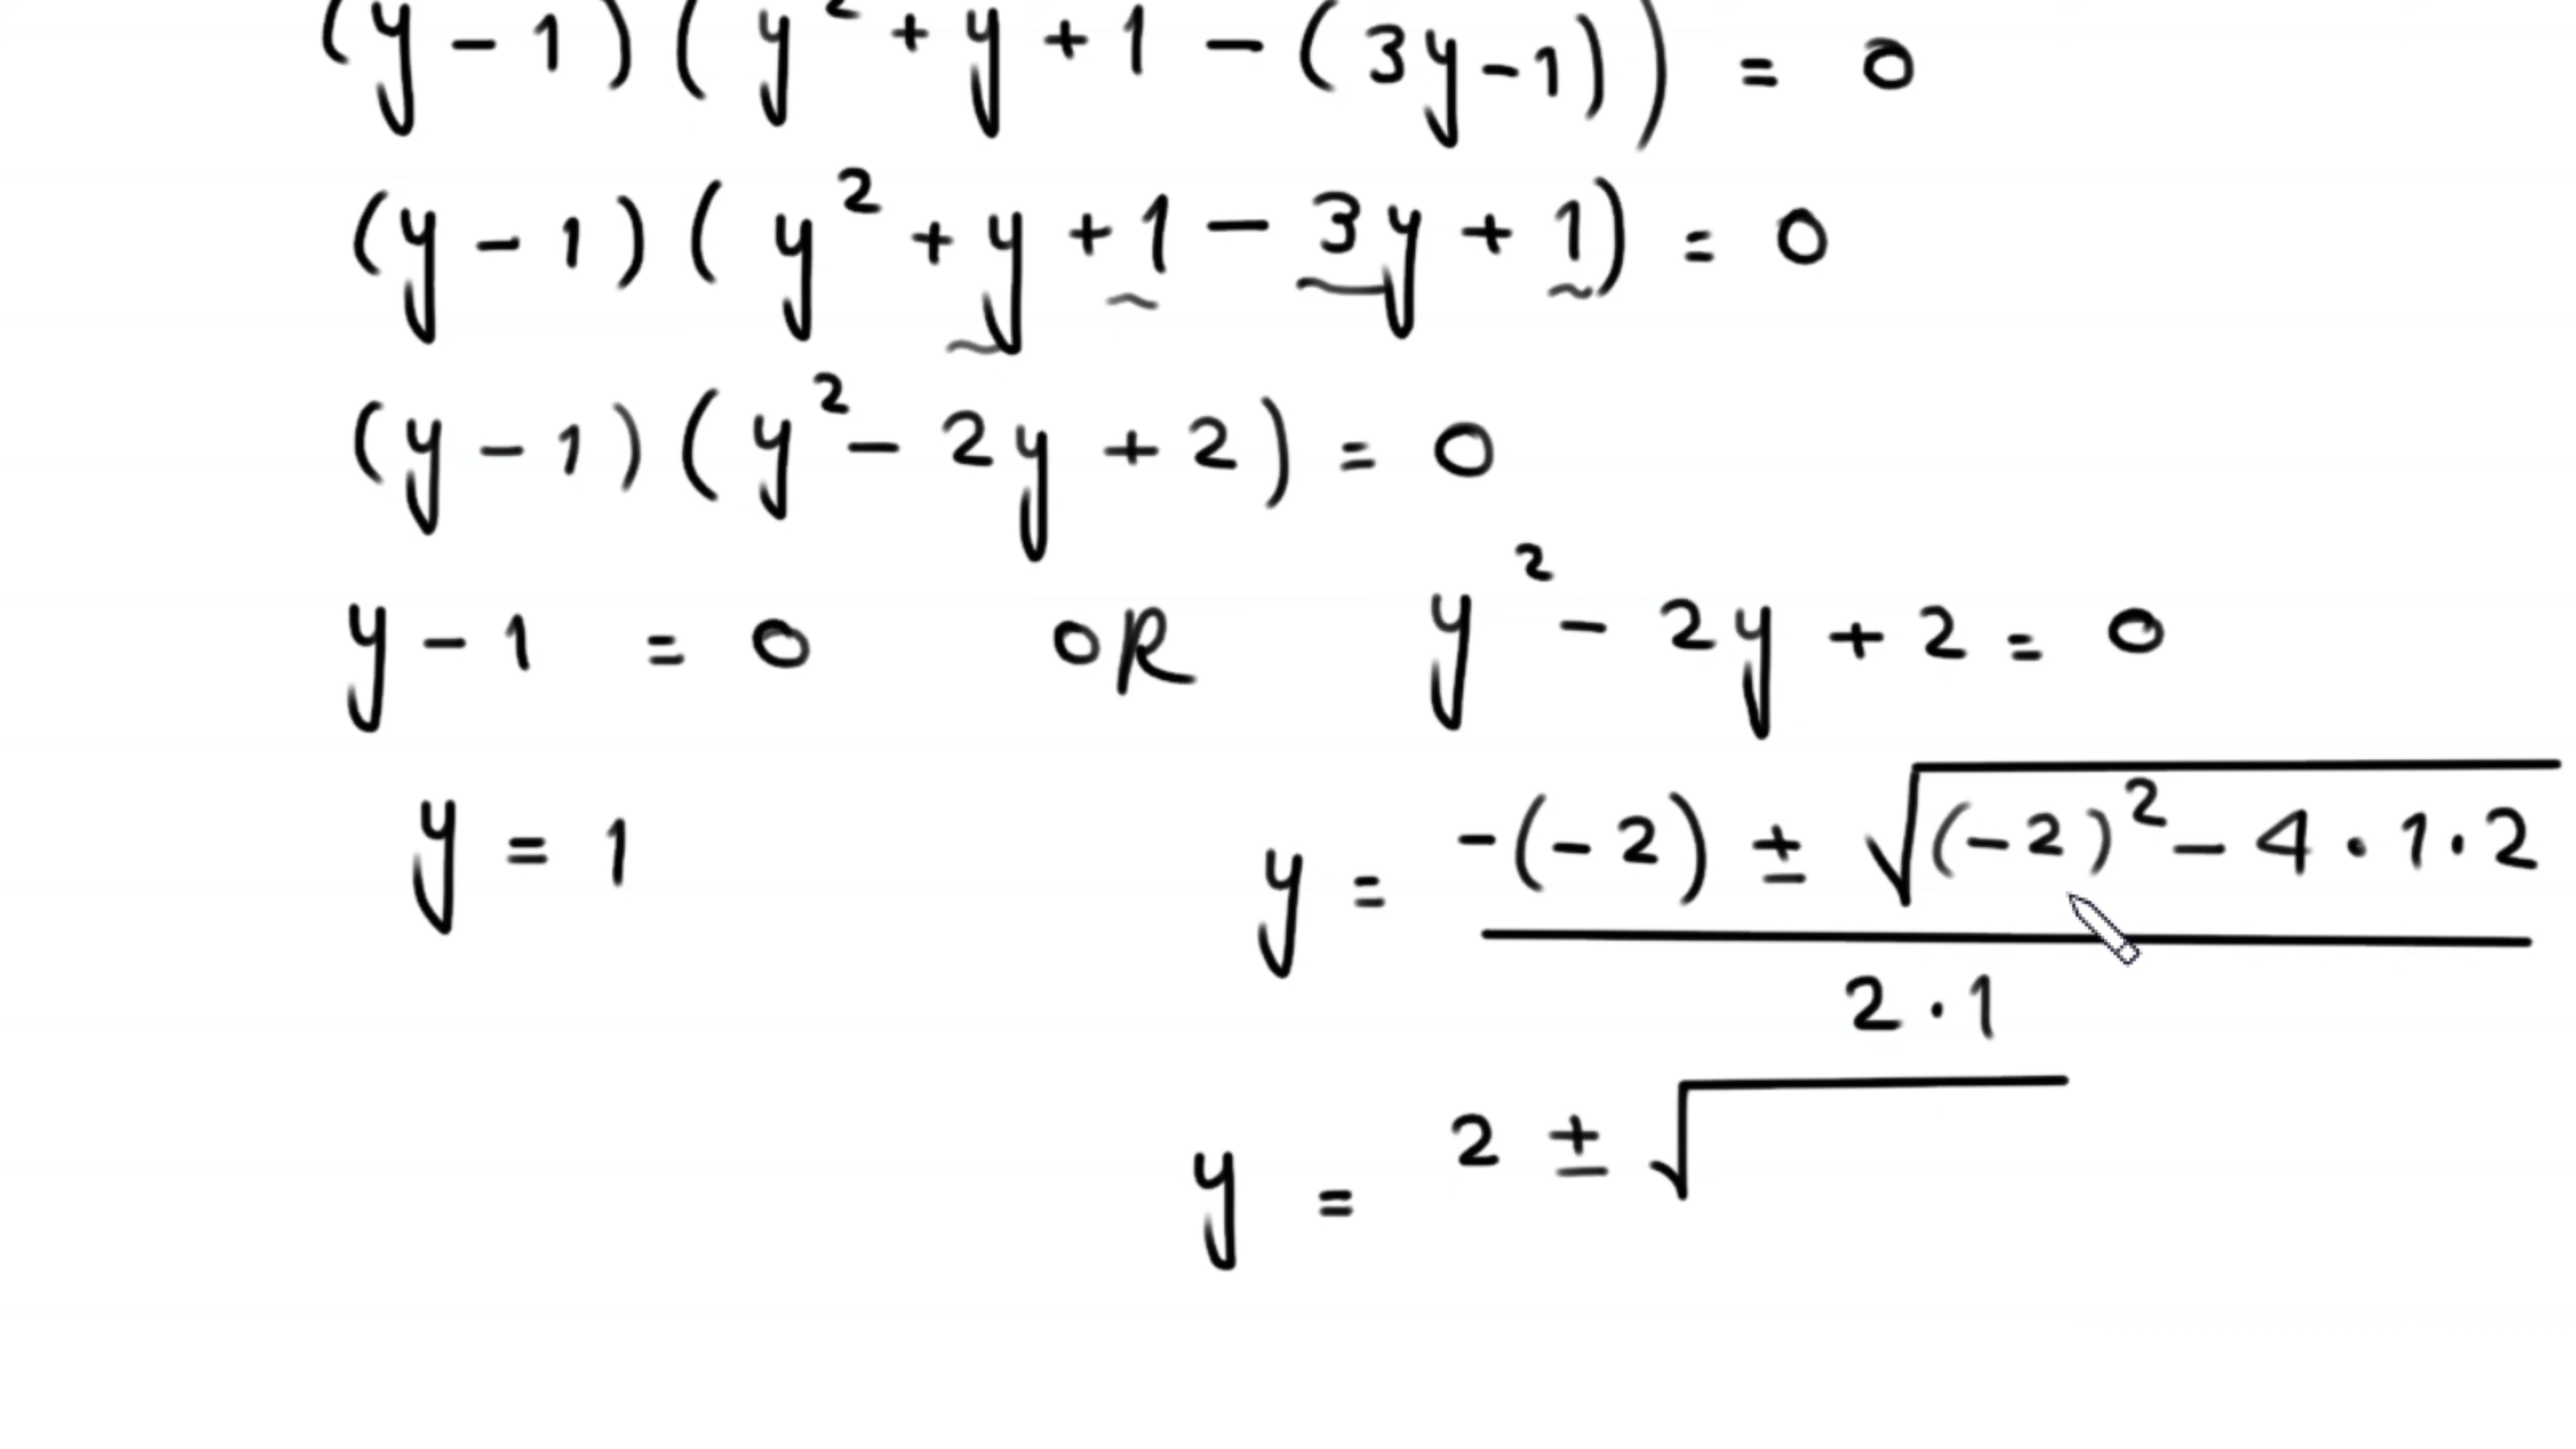 (y - 1) (y² + y + 1 - (3y - 1)) = 0
(y - 1) (y² + y + 1 - 3y + 1) = 0
(y - 1) (y² - 2y + 2) = 0
y - 1 = 0 OR y² - 2y + 2 = 0
y = 1
y = (-(-2) ± √((-2)² - 4 · 1 · 2)) / (2 · 1)
y = 2 ± √